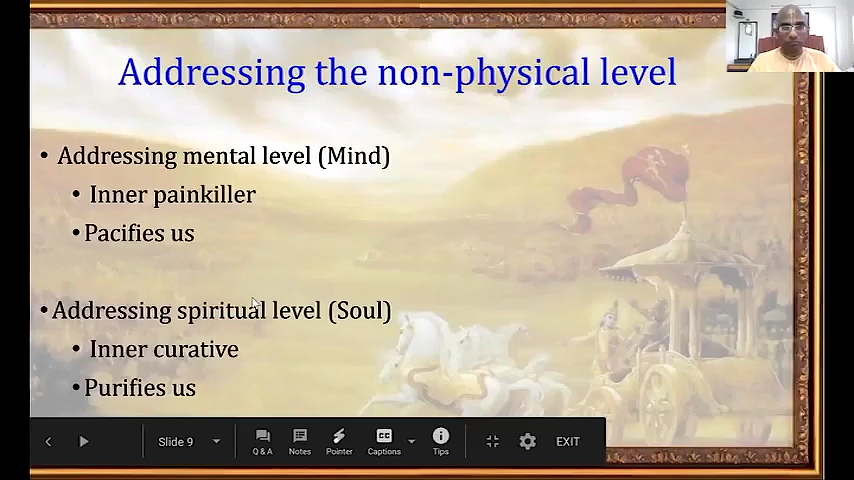 Addressing the non-physical level
• Addressing mental level (Mind)
• Inner painkiller
• Pacifies us
• Addressing spiritual level (Soul)
• Inner curative
• Purifies us
Slide 9
Q & A
Notes
Pointer
Captions
Tips
EXIT